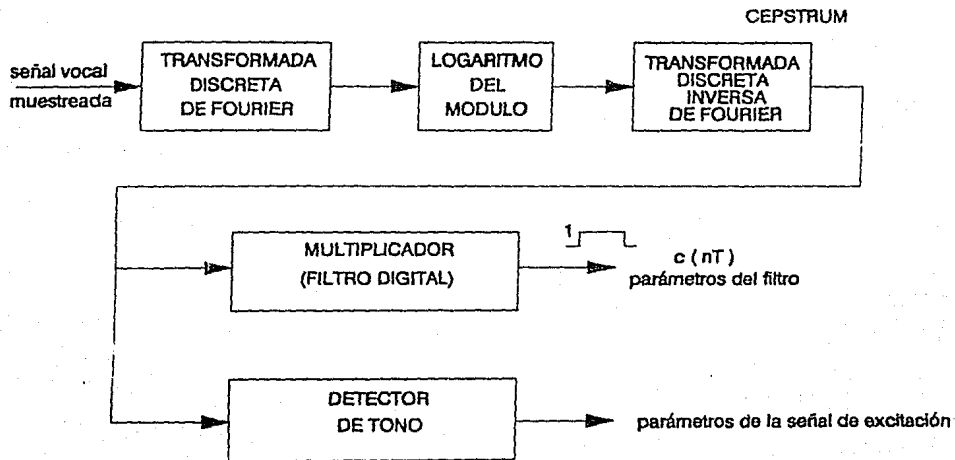 CEPSTRUM
señal vocal
muestreada
TRANSFORMADA
DISCRETA
DE FOURIER
LOGARITMO
DEL
MODULO
TRANSFORMADA
DISCRETA
INVERSA
DE FOURIER
MULTIPLICADOR
(FILTRO DIGITAL)
1
c ( nT )
parámetros del filtro
DETECTOR
DE TONO
parámetros de la señal de excitación